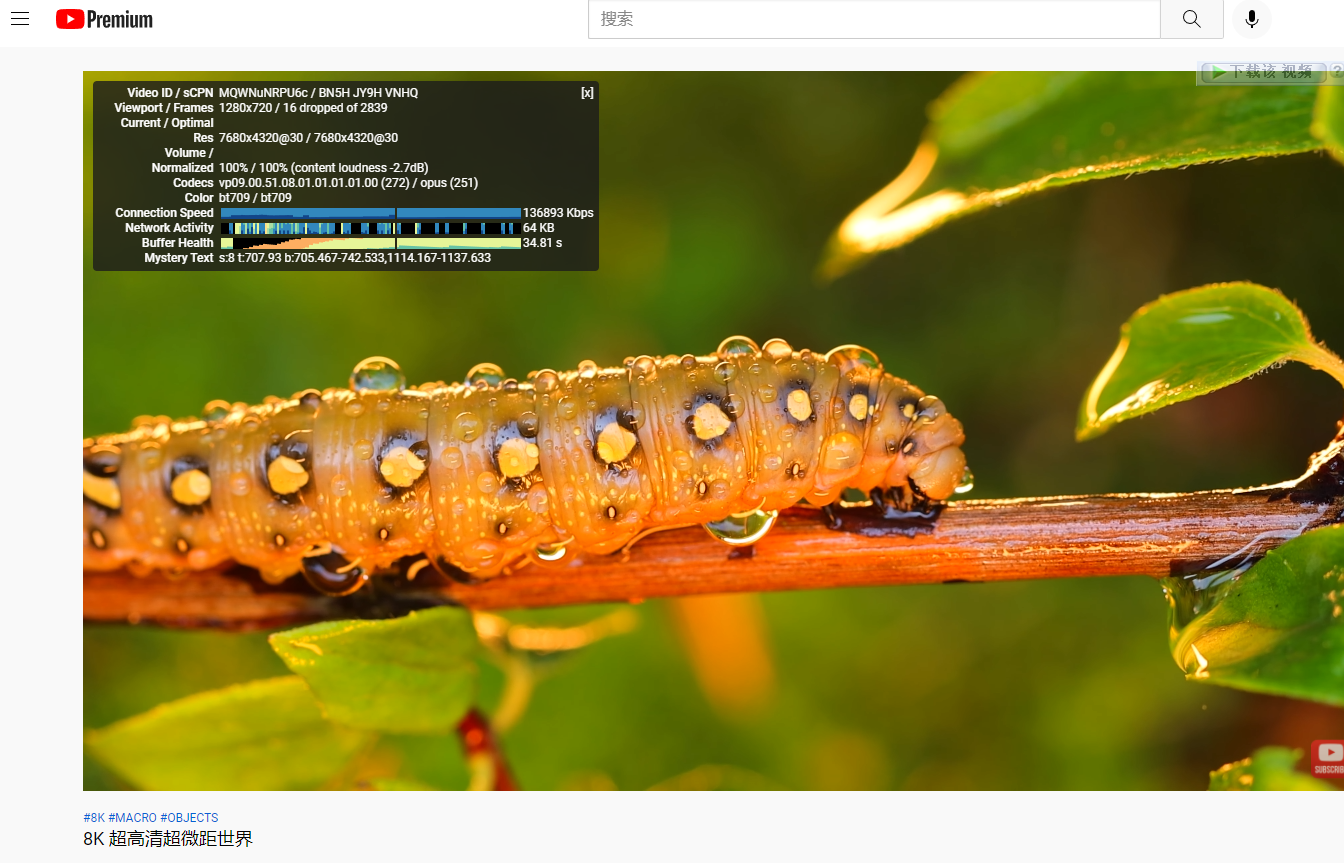 Premium
搜索
下载该 视频 ?
Video ID / sCPN MQWNuNRPU6c / BN5H JY9H VNHQ [x]
Viewport / Frames 1280x720 / 16 dropped of 2839
Current / Optimal
Res 7680x4320@30 / 7680x4320@30
Volume /
Normalized 100% / 100% (content loudness -2.7dB)
Codecs vp09.00.51.08.01.01.01.01.00 (272) / opus (251)
Color bt709 / bt709
Connection Speed 136893 Kbps
Network Activity 64 KB
Buffer Health 34.81 s
Mystery Text s:8 t:707.93 b:705.467-742.533,1114.167-1137.633
SUBSCRIB
#8K #MACRO #OBJECTS
8K 超高清超微距世界